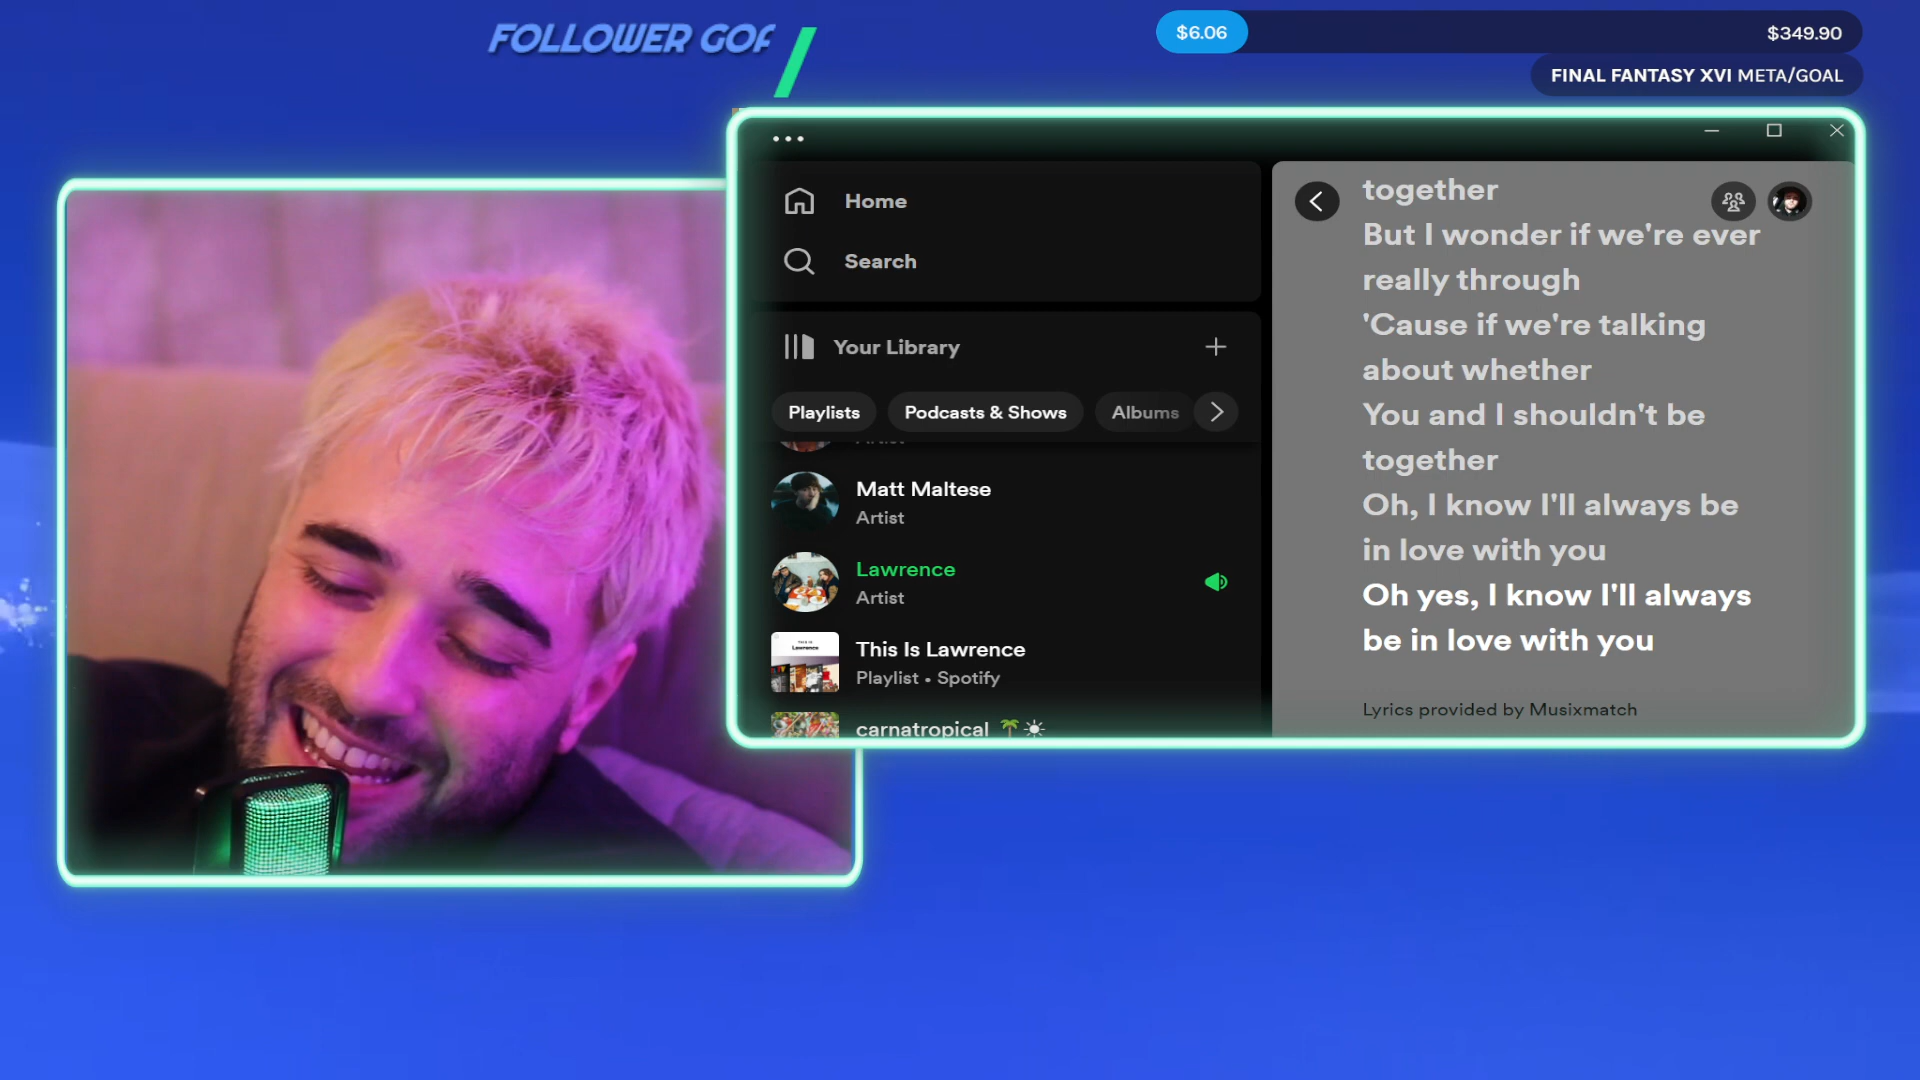 FOLLOWER GOA
$6.06
$349.90
FINAL FANTASY XVI META/GOAL
Home
Search
Your Library
Playlists
Podcasts & Shows
Albums
Matt Maltese
Artist
Lawrence
Artist
This Is Lawrence
Playlist • Spotify
carnatropical 🌴☀
together
But I wonder if we're ever
really through
'Cause if we're talking
about whether
You and I shouldn't be
together
Oh, I know I'll always be
in love with you
Oh yes, I know I'll always
be in love with you
Lyrics provided by Musixmatch